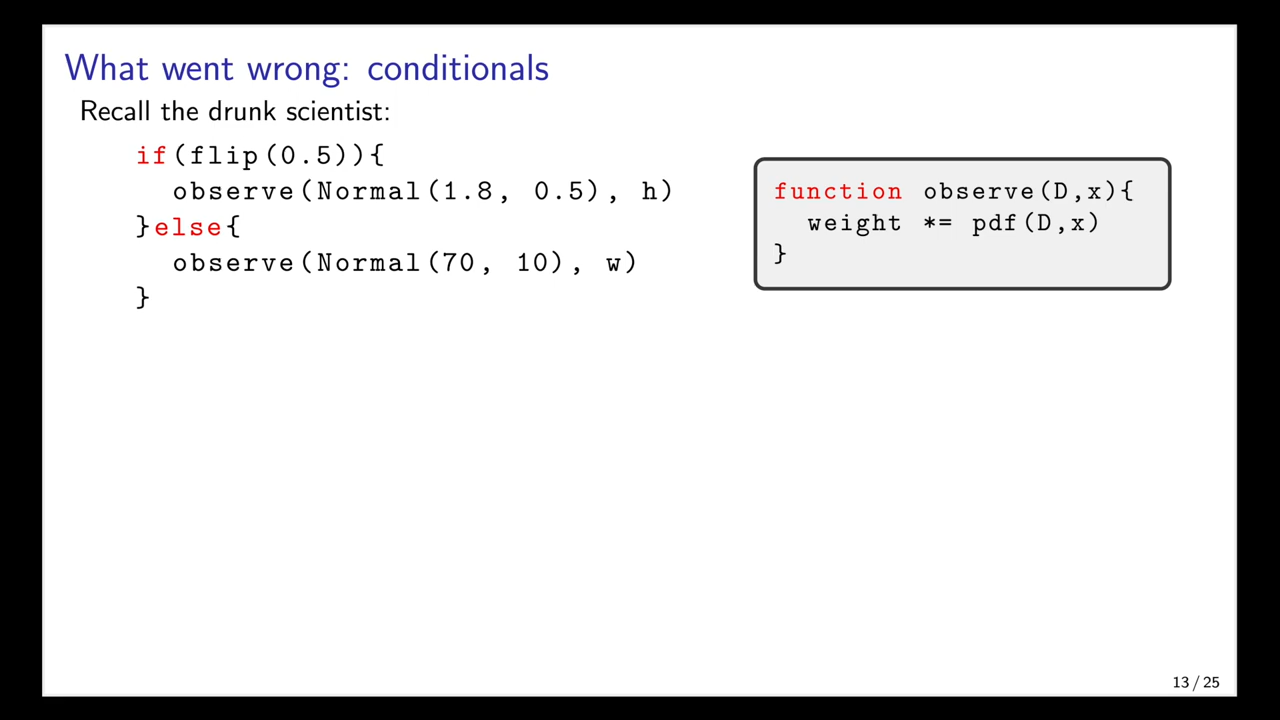 What went wrong: conditionals
Recall the drunk scientist:
if(flip(0.5)){
observe(Normal(1.8, 0.5), h)
}else{
observe(Normal(70, 10), w)
}
function observe(D,x){
weight *= pdf(D,x)
}
13 / 25